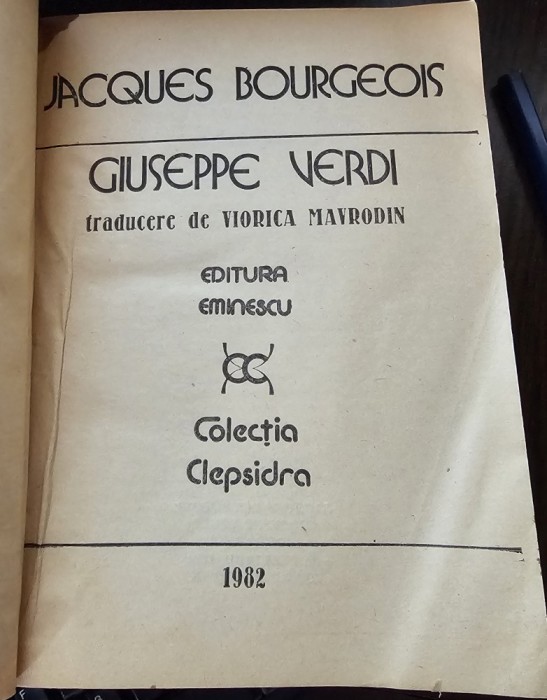 JACQUES BOURGEOIS
GIUSEPPE VERDI
traducere de VIORICA MAVRODIN
EDITURA
EMINESCU
Colecția
Clepsidra
1982